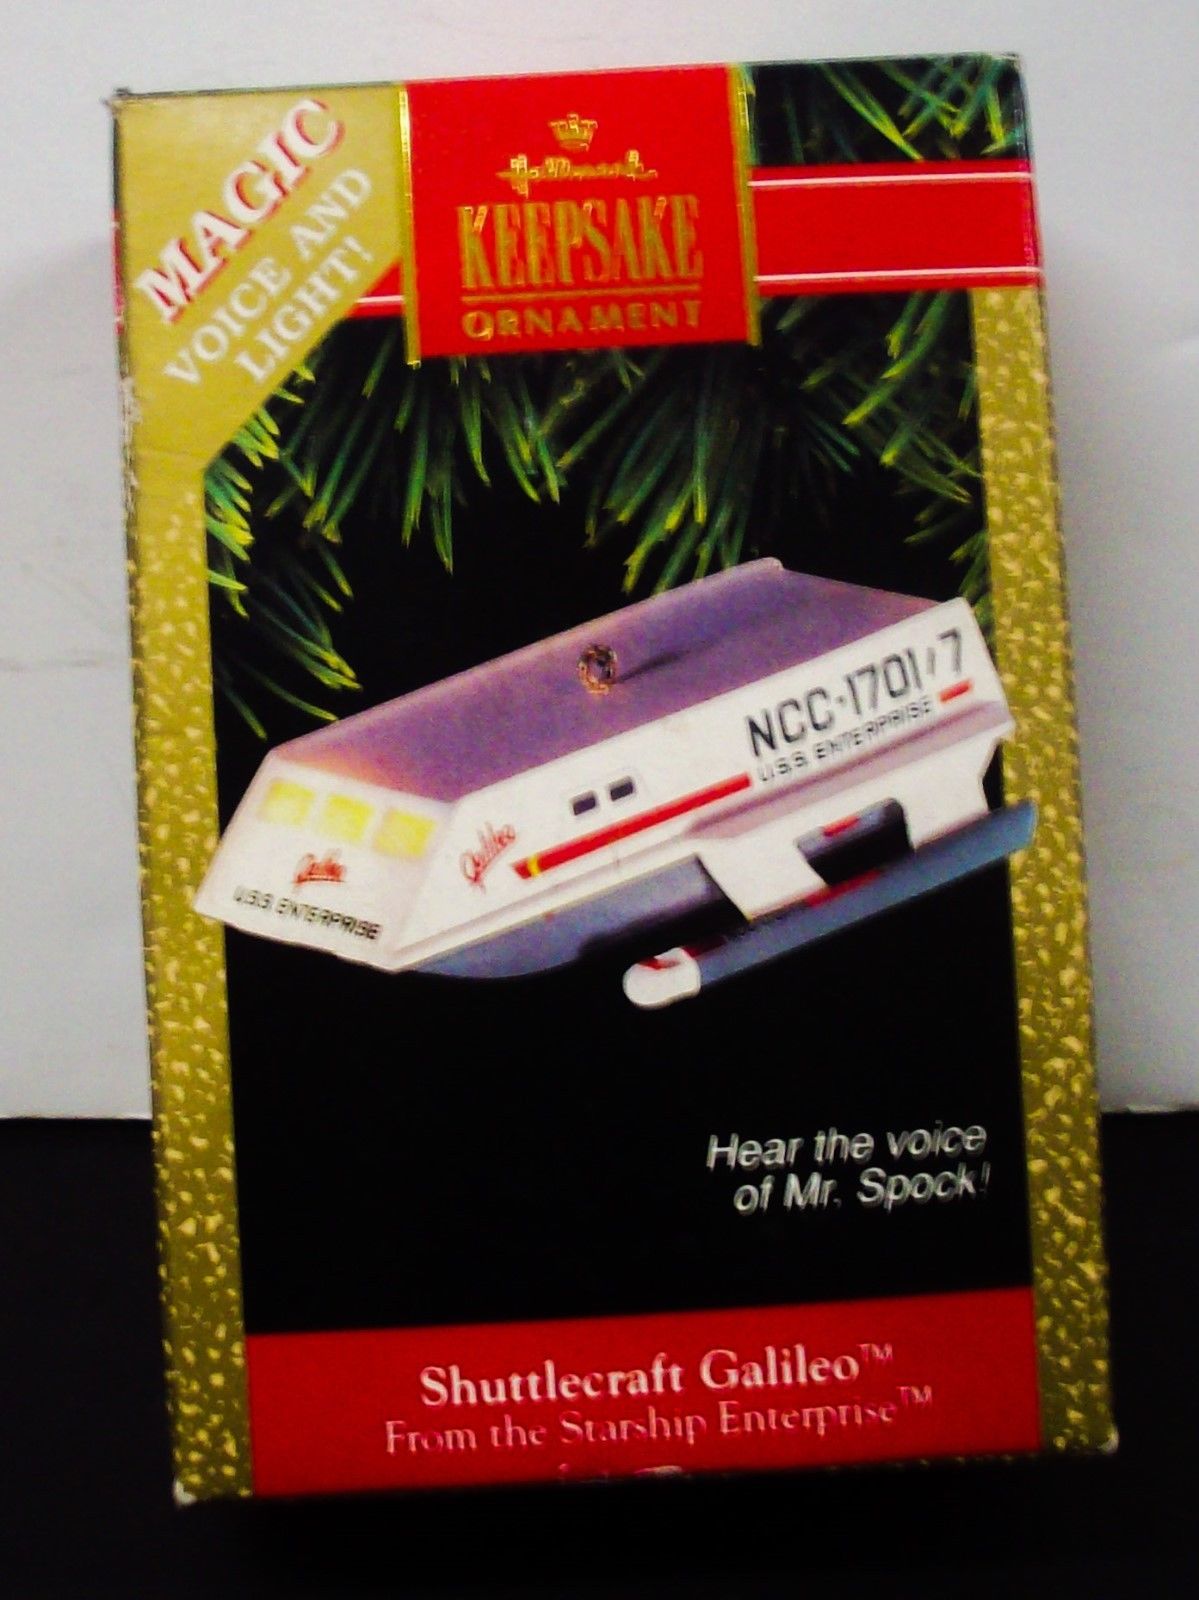 MAGIC
VOICE AND
LIGHT!
Hallmark
KEEPSAKE
ORNAMENT
NCC-1701/7
U.S.S. ENTERPRISE
Galileo
Galileo
U.S.S. ENTERPRISE
Hear the voice
of Mr. Spock!
Shuttlecraft Galileo™
From the Starship Enterprise™